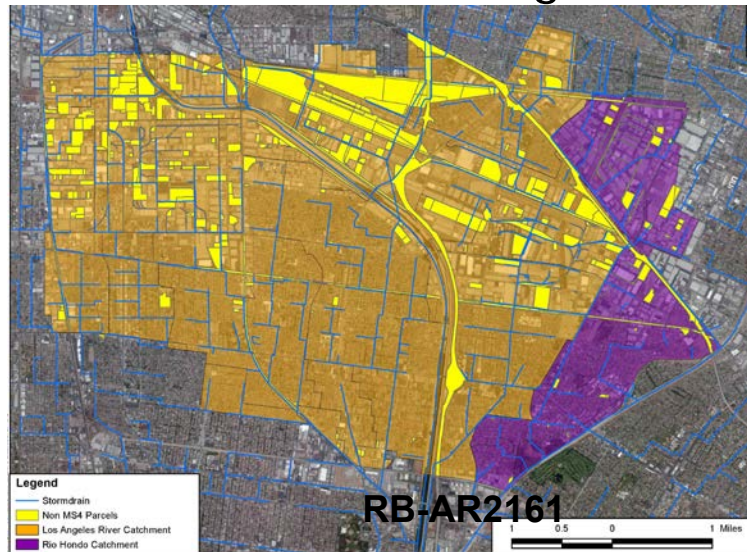 Legend
Stormdrain
Non MS4 Parcels
Los Angeles River Catchment
Rio Hondo Catchment
RB-AR2161
1 0.5 0 1 Miles